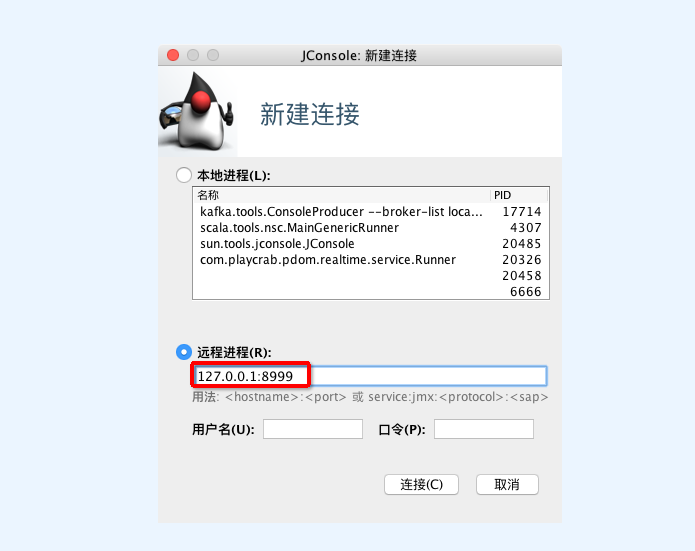 JConsole: 新建连接
新建连接
本地进程(L):
名称 PID
kafka.tools.ConsoleProducer --broker-list loca... 17714
scala.tools.nsc.MainGenericRunner 4307
sun.tools.jconsole.JConsole 20485
com.playcrab.pdom.realtime.service.Runner 20326
20458
6666
远程进程(R):
127.0.0.1:8999
用法: <hostname>:<port> 或 service:jmx:<protocol>:<sap>
用户名(U): 口令(P):
连接(C) 取消